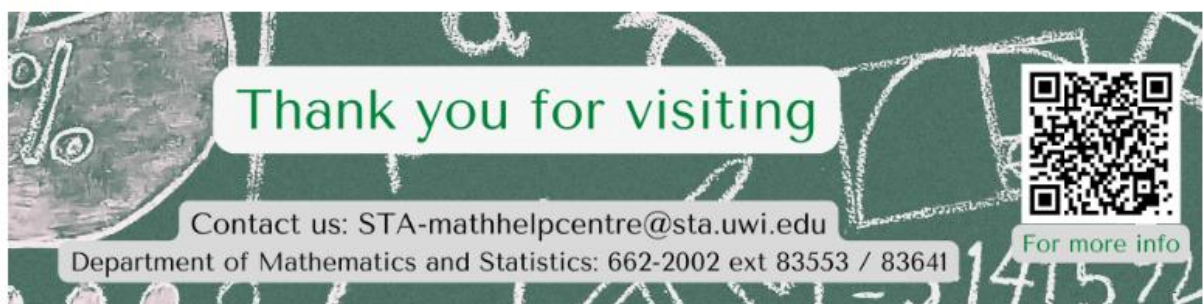 Thank you for visiting
Contact us: STA-mathhelpcentre@sta.uwi.edu
Department of Mathematics and Statistics: 662-2002 ext 83553 / 83641
For more info
%
a